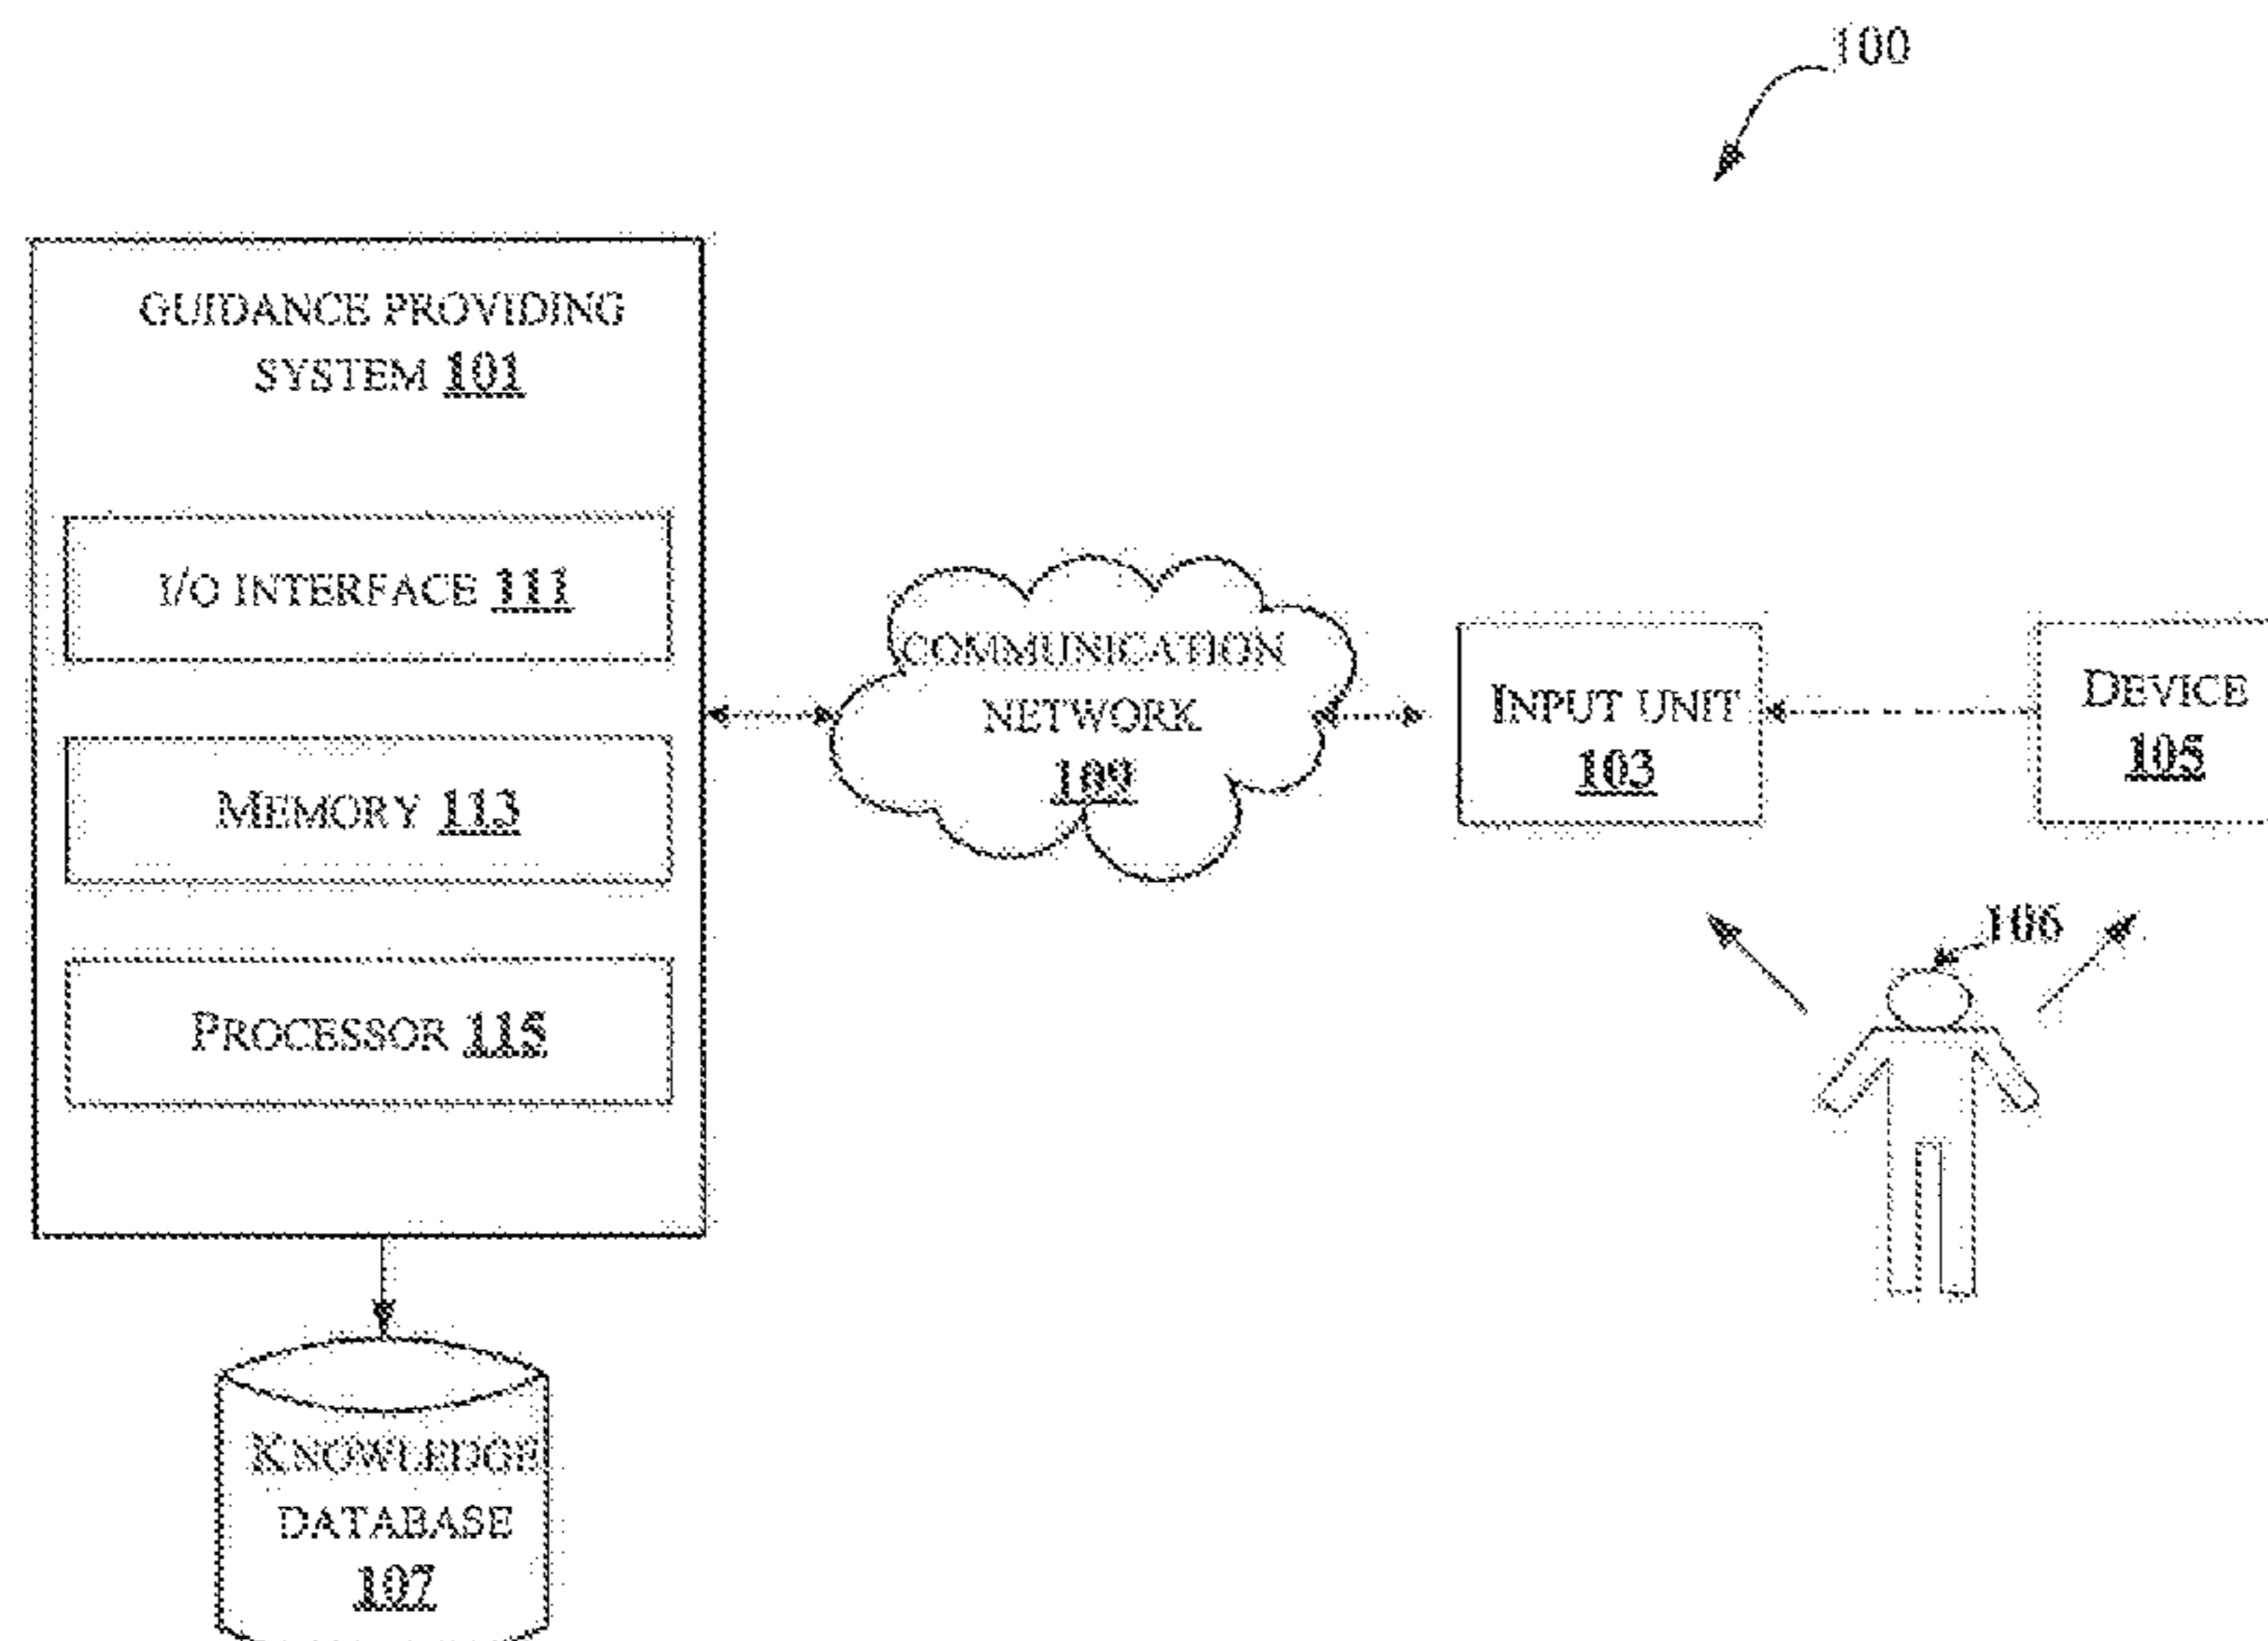 100
GUIDANCE PROVIDING
SYSTEM 101
I/O INTERFACE 111
MEMORY 113
PROCESSOR 115
COMMUNICATION
NETWORK
109
INPUT UNIT
103
DEVICE
105
106
KNOWLEDGE
DATABASE
107